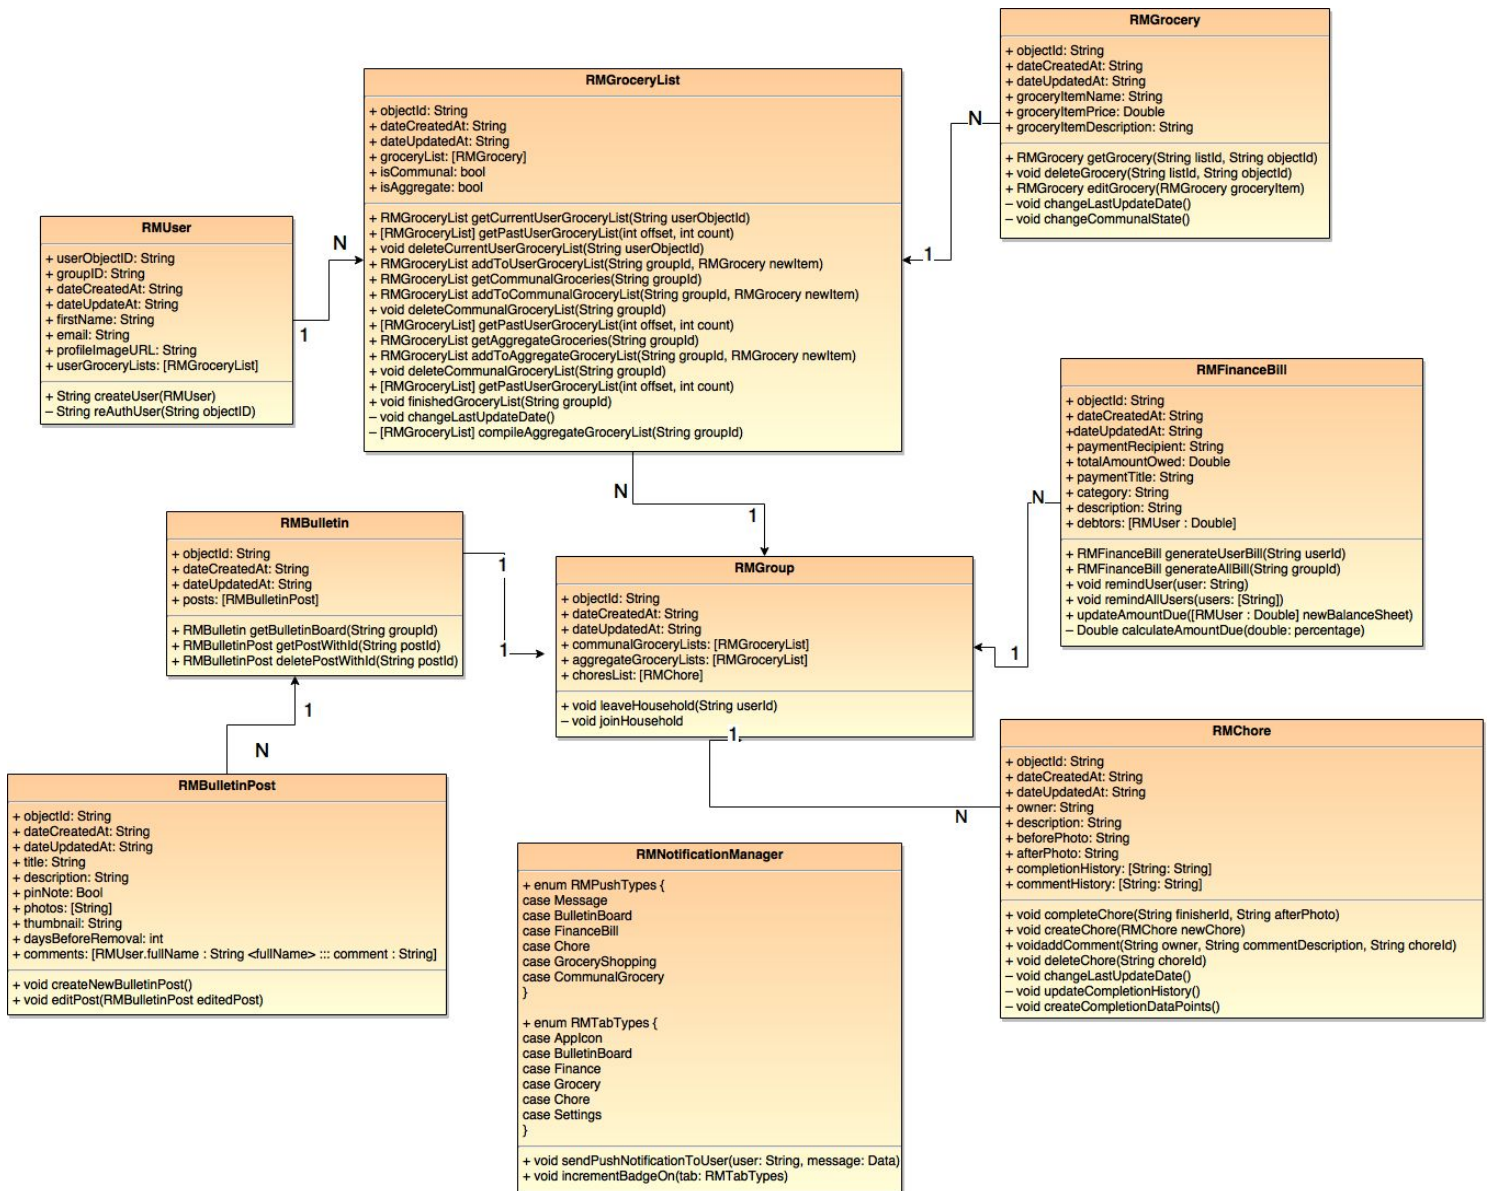 RMGrocery
+ objectId: String
+ dateCreatedAt: String
+ dateUpdatedAt: String
+ groceryItemName: String
+ groceryItemPrice: Double
+ groceryItemDescription: String
+ RMGrocery getGrocery(String listId, String objectId)
+ void deleteGrocery(String listId, String objectId)
+ RMGrocery editGrocery(RMGrocery groceryItem)
– void changeLastUpdateDate()
– void changeCommunalState()
N
1
RMGroceryList
+ objectId: String
+ dateCreatedAt: String
+ dateUpdatedAt: String
+ groceryList: [RMGrocery]
+ isCommunal: bool
+ isAggregate: bool
+ RMGroceryList getCurrentUserGroceryList(String userObjectId)
+ [RMGroceryList] getPastUserGroceryList(int offset, int count)
+ void deleteCurrentUserGroceryList(String userObjectId)
+ RMGroceryList addToUserGroceryList(String groupId, RMGrocery newItem)
+ RMGroceryList getCommunalGroceries(String groupId)
+ RMGroceryList addToCommunalGroceryList(String groupId, RMGrocery newItem)
+ void deleteCommunalGroceryList(String groupId)
+ [RMGroceryList] getPastUserGroceryList(int offset, int count)
+ RMGroceryList getAggregateGroceries(String groupId)
+ RMGroceryList addToAggregateGroceryList(String groupId, RMGrocery newItem)
+ void deleteCommunalGroceryList(String groupId)
+ [RMGroceryList] getPastUserGroceryList(int offset, int count)
+ void finishedGroceryList(String groupId)
– void changeLastUpdateDate()
– [RMGroceryList] compileAggregateGroceryList(String groupId)
RMUser
+ userObjectID: String
+ groupID: String
+ dateCreatedAt: String
+ dateUpdateAt: String
+ firstName: String
+ email: String
+ profileImageURL: String
+ userGroceryLists: [RMGroceryList]
+ String createUser(RMUser)
– String reAuthUser(String objectID)
N
1
N
1
RMFinanceBill
+ objectId: String
+ dateCreatedAt: String
+dateUpdatedAt: String
+ paymentRecipient: String
+ totalAmountOwed: Double
+ paymentTitle: String
+ category: String
+ description: String
+ debtors: [RMUser : Double]
+ RMFinanceBill generateUserBill(String userId)
+ RMFinanceBill generateAllBill(String groupId)
+ void remindUser(user: String)
+ void remindAllUsers(users: [String])
+ updateAmountDue([RMUser : Double] newBalanceSheet)
– Double calculateAmountDue(double: percentage)
N
1
RMBulletin
+ objectId: String
+ dateCreatedAt: String
+ dateUpdatedAt: String
+ posts: [RMBulletinPost]
+ RMBulletin getBulletinBoard(String groupId)
+ RMBulletinPost getPostWithId(String postId)
+ RMBulletinPost deletePostWithId(String postId)
1
1
RMGroup
+ objectId: String
+ dateCreatedAt: String
+ dateUpdatedAt: String
+ communalGroceryLists: [RMGroceryList]
+ aggregateGroceryLists: [RMGroceryList]
+ choresList: [RMChore]
+ void leaveHousehold(String userId)
– void joinHousehold
1
N
1
N
RMBulletinPost
+ objectId: String
+ dateCreatedAt: String
+ dateUpdatedAt: String
+ title: String
+ description: String
+ pinNote: Bool
+ photos: [String]
+ thumbnail: String
+ daysBeforeRemoval: int
+ comments: [RMUser.fullName : String <fullName> ::: comment : String]
+ void createNewBulletinPost()
+ void editPost(RMBulletinPost editedPost)
RMChore
+ objectId: String
+ dateCreatedAt: String
+ dateUpdatedAt: String
+ owner: String
+ description: String
+ beforePhoto: String
+ afterPhoto: String
+ completionHistory: [String: String]
+ commentHistory: [String: String]
+ void completeChore(String finisherId, String afterPhoto)
+ void createChore(RMChore newChore)
+ voidaddComment(String owner, String commentDescription, String choreId)
+ void deleteChore(String choreId)
– void changeLastUpdateDate()
– void updateCompletionHistory()
– void createCompletionDataPoints()
RMNotificationManager
+ enum RMPushTypes {
case Message
case BulletinBoard
case FinanceBill
case Chore
case GroceryShopping
case CommunalGrocery
}
+ enum RMTabTypes {
case AppIcon
case BulletinBoard
case Finance
case Grocery
case Chore
case Settings
}
+ void sendPushNotificationToUser(user: String, message: Data)
+ void incrementBadgeOn(tab: RMTabTypes)